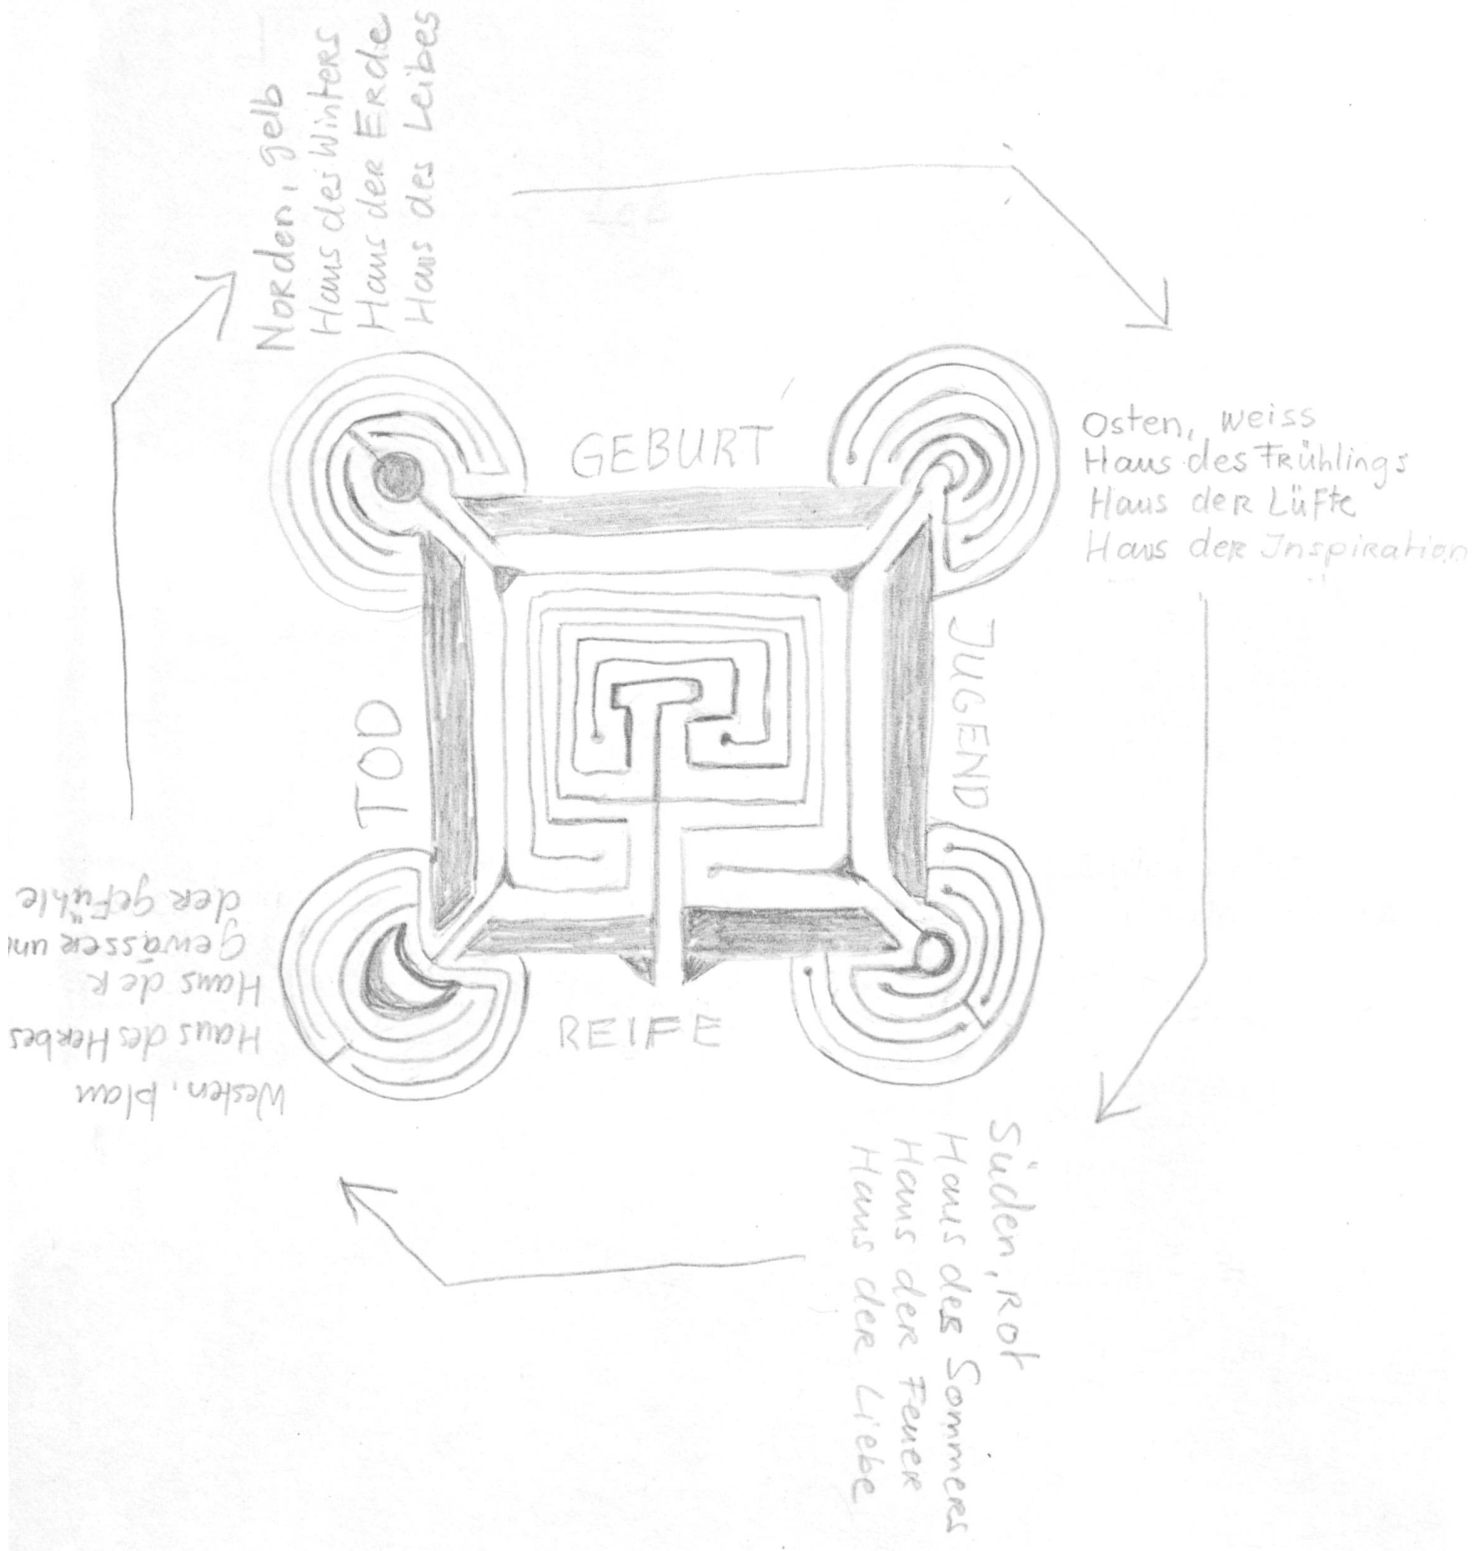 Norden, gelb
Haus des Winters
Haus der Erde
Haus des Leibes
GEBURT
Osten, weiss
Haus des Frühlings
Haus der Lüfte
Haus der Inspiration
JUGEND
Süden, Rot
Haus des Sommers
Haus der Feuer
Haus der Liebe
REIFE
Westen, blau
Haus des Herbes
Haus der
Gewässer un
der gefühle
TOD